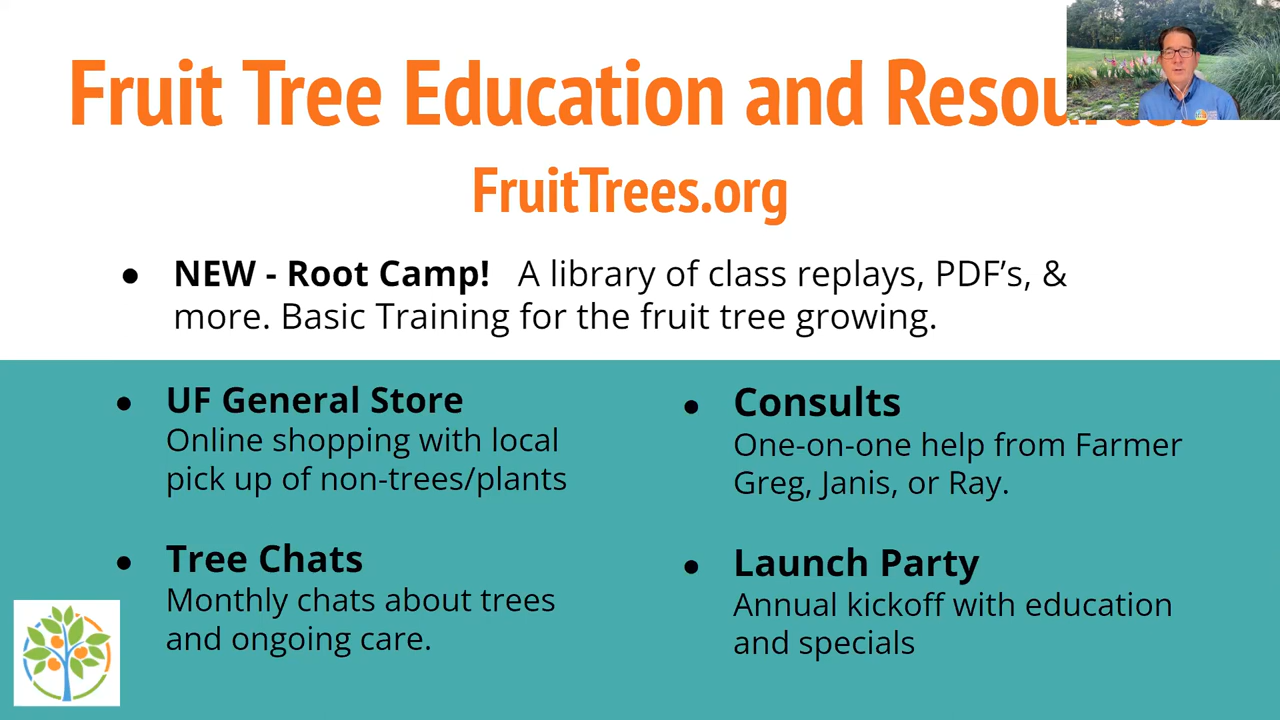 Fruit Tree Education and Resources
FruitTrees.org
● NEW - Root Camp! A library of class replays, PDF’s, &
more. Basic Training for the fruit tree growing.
● UF General Store
Online shopping with local
pick up of non-trees/plants
● Tree Chats
Monthly chats about trees
and ongoing care.
● Consults
One-on-one help from Farmer
Greg, Janis, or Ray.
● Launch Party
Annual kickoff with education
and specials